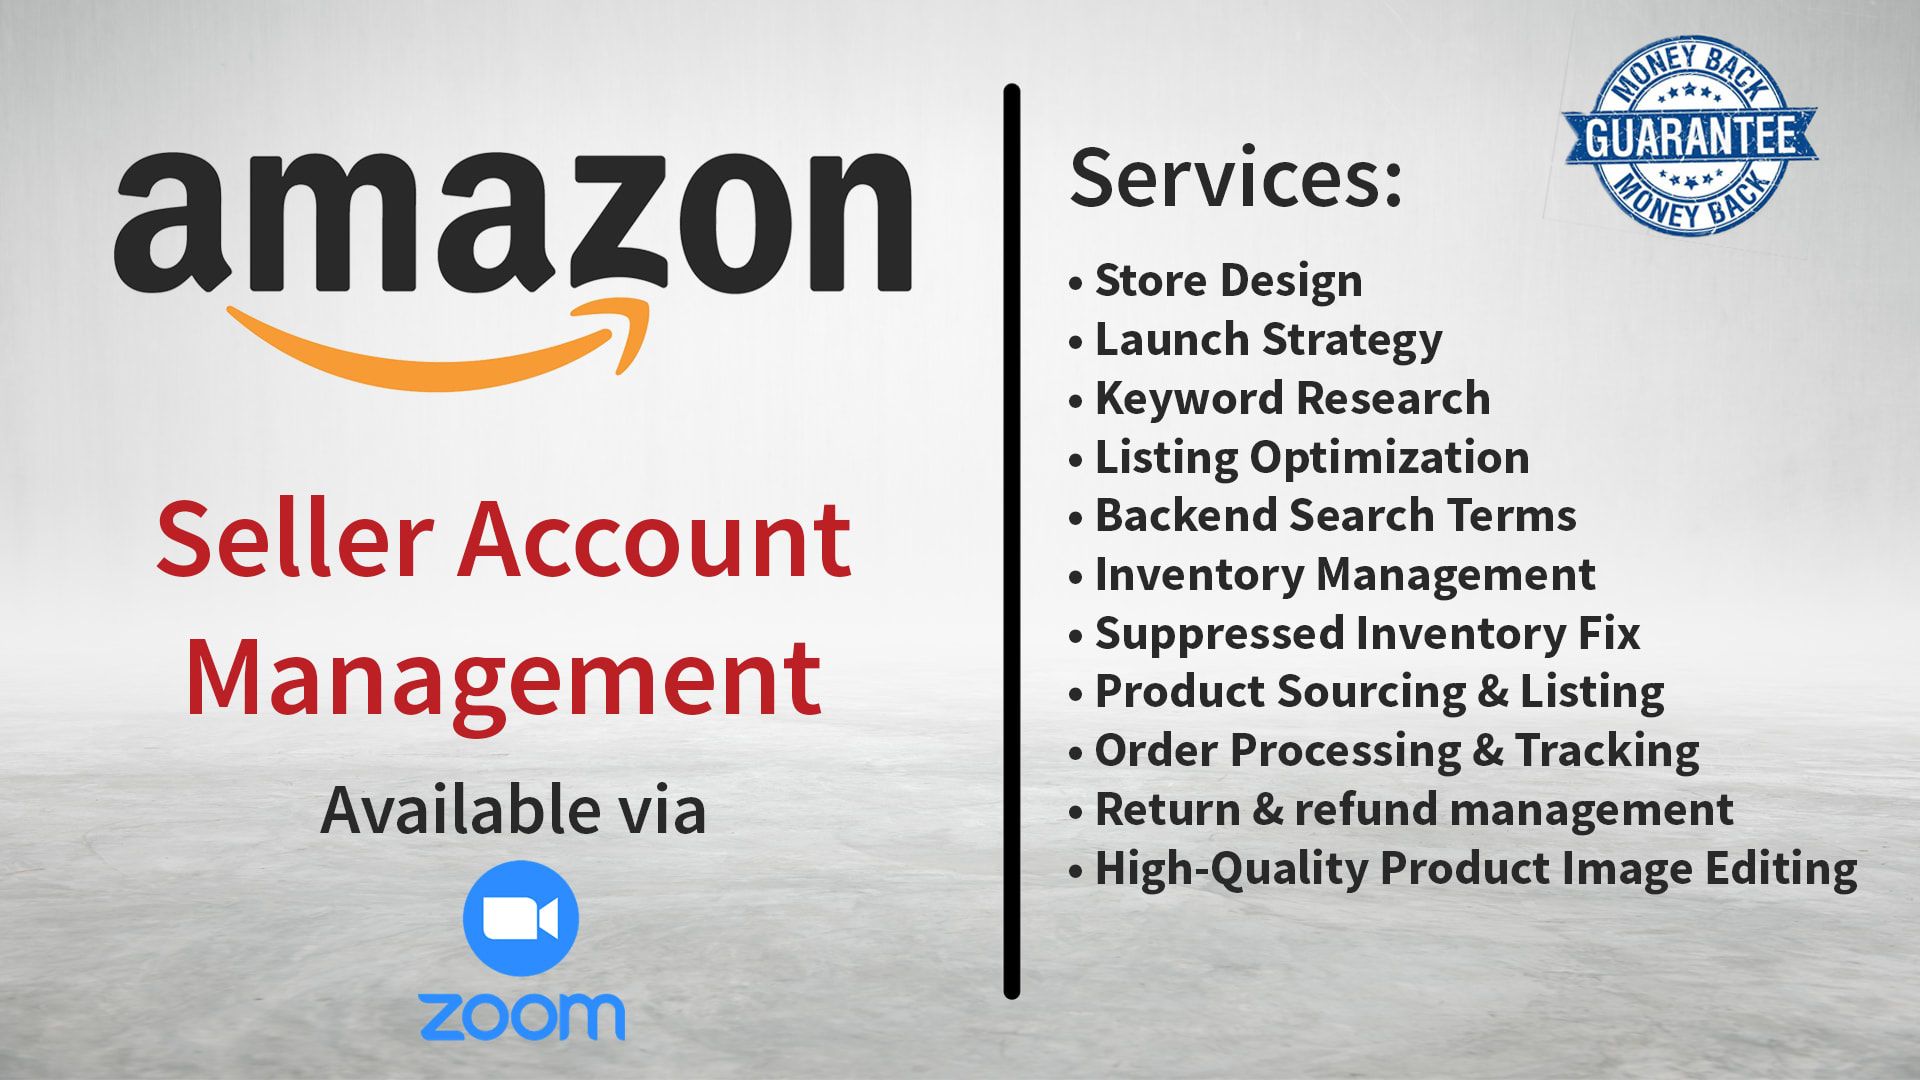 amazon
Seller Account
Management
Available via
zoom
MONEY BACK
GUARANTEE
MONEY BACK
Services:
• Store Design
• Launch Strategy
• Keyword Research
• Listing Optimization
• Backend Search Terms
• Inventory Management
• Suppressed Inventory Fix
• Product Sourcing & Listing
• Order Processing & Tracking
• Return & refund management
• High-Quality Product Image Editing